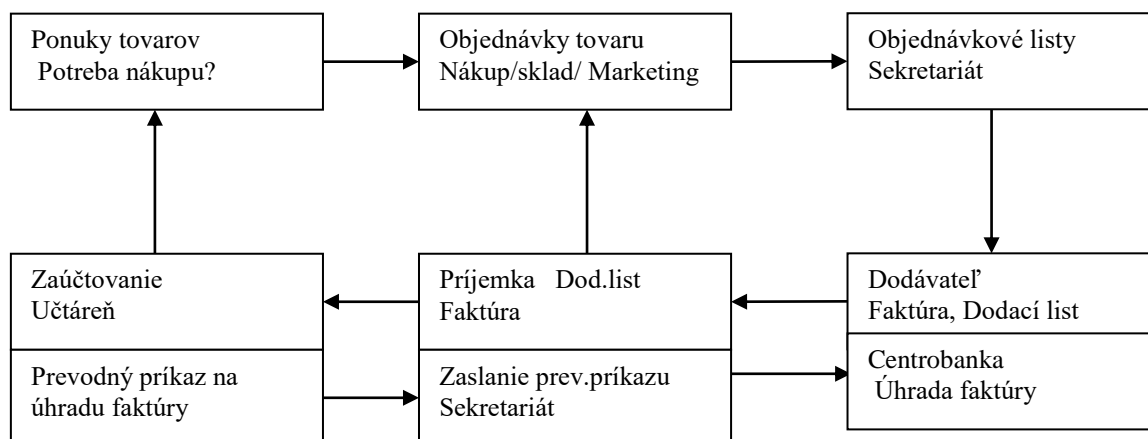 Ponuky tovarov
Potreba nákupu?
Objednávky tovaru
Nákup/sklad/ Marketing
Objednávkové listy
Sekretariát
Zaúčtovanie
Učtáreň
Príjemka Dod.list
Faktúra
Dodávateľ
Faktúra, Dodací list
Prevodný príkaz na
úhradu faktúry
Zaslanie prev.príkazu
Sekretariát
Centrobanka
Úhrada faktúry